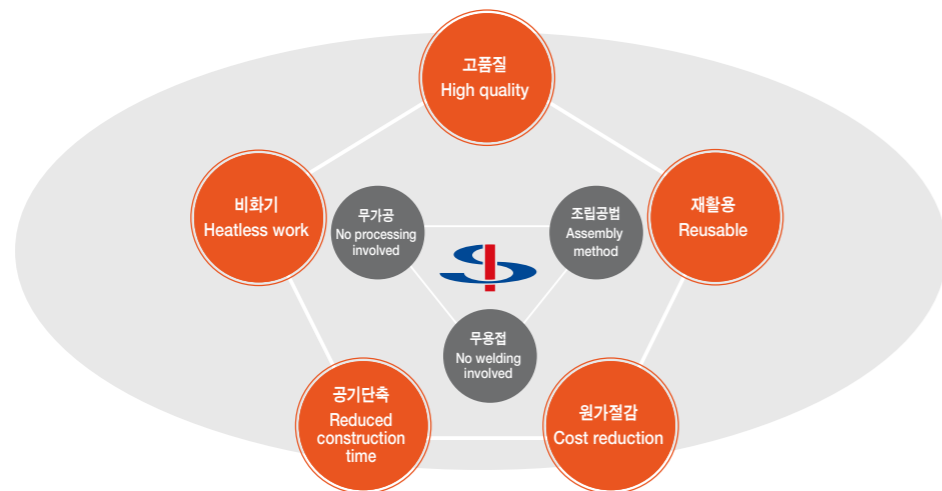 고품질
High quality
비화기
Heatless work
무가공
No processing
involved
조립공법
Assembly
method
재활용
Reusable
무용접
No welding
involved
공기단축
Reduced
construction
time
원가절감
Cost reduction